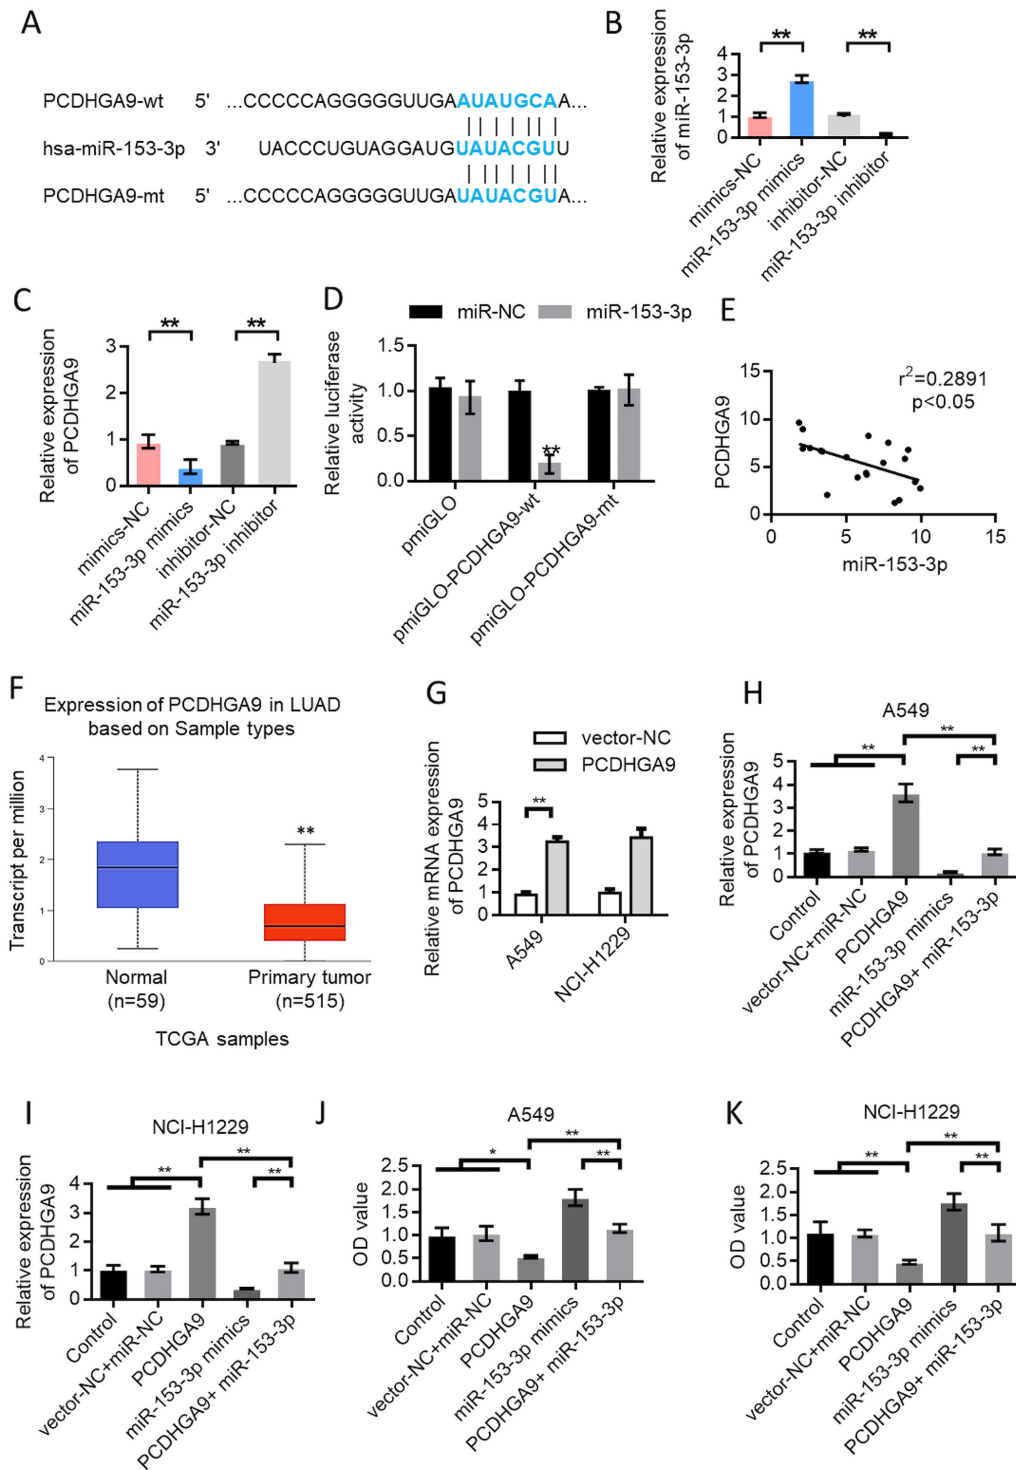 A
PCDHGA9-wt 5' ...CCCCCAGGGGGUUGAAUAUGCAA...
hsa-miR-153-3p 3' UACCCUGUAGGAUGUAUACGUU
PCDHGA9-mt 5' ...CCCCCAGGGGGUUGAUAUACGUA...
B
** **
Relative expression
of miR-153-3p
4
3
2
1
0
mimics-NC
miR-153-3p mimics
inhibitor-NC
miR-153-3p inhibitor
C
** **
Relative expression
of PCDHGA9
3
2
1
0
mimics-NC
miR-153-3p mimics
inhibitor-NC
miR-153-3p inhibitor
D
miR-NC miR-153-3p
Relative luciferase
activity
1.5
1.0
0.5
0.0
**
pmiGLO
pmiGLO-PCDHGA9-wt
pmiGLO-PCDHGA9-mt
E
r2=0.2891
p<0.05
PCDHGA9
15
10
5
0
0 5 10 15
miR-153-3p
F
Expression of PCDHGA9 in LUAD
based on Sample types
Transcript per million
4
3
2
1
0
**
Normal Primary tumor
(n=59) (n=515)
TCGA samples
G
vector-NC
PCDHGA9
Relative mRNA expression
of PCDHGA9
5
4
3
2
1
0
**
A549
NCI-H1229
H
A549
**
** **
Relative expression
of PCDHGA9
5
4
3
2
1
0
Control
vector-NC+miR-NC
PCDHGA9
miR-153-3p mimics
PCDHGA9+ miR-153-3p
I
NCI-H1229
**
** **
Relative expression
of PCDHGA9
4
3
2
1
0
Control
vector-NC+miR-NC
PCDHGA9
miR-153-3p mimics
PCDHGA9+ miR-153-3p
J
A549
**
* **
OD value
2.5
2.0
1.5
1.0
0.5
0.0
Control
vector-NC+miR-NC
PCDHGA9
miR-153-3p mimics
PCDHGA9+ miR-153-3p
K
NCI-H1229
**
** **
OD value
2.5
2.0
1.5
1.0
0.5
0.0
Control
vector-NC+miR-NC
PCDHGA9
miR-153-3p mimics
PCDHGA9+ miR-153-3p